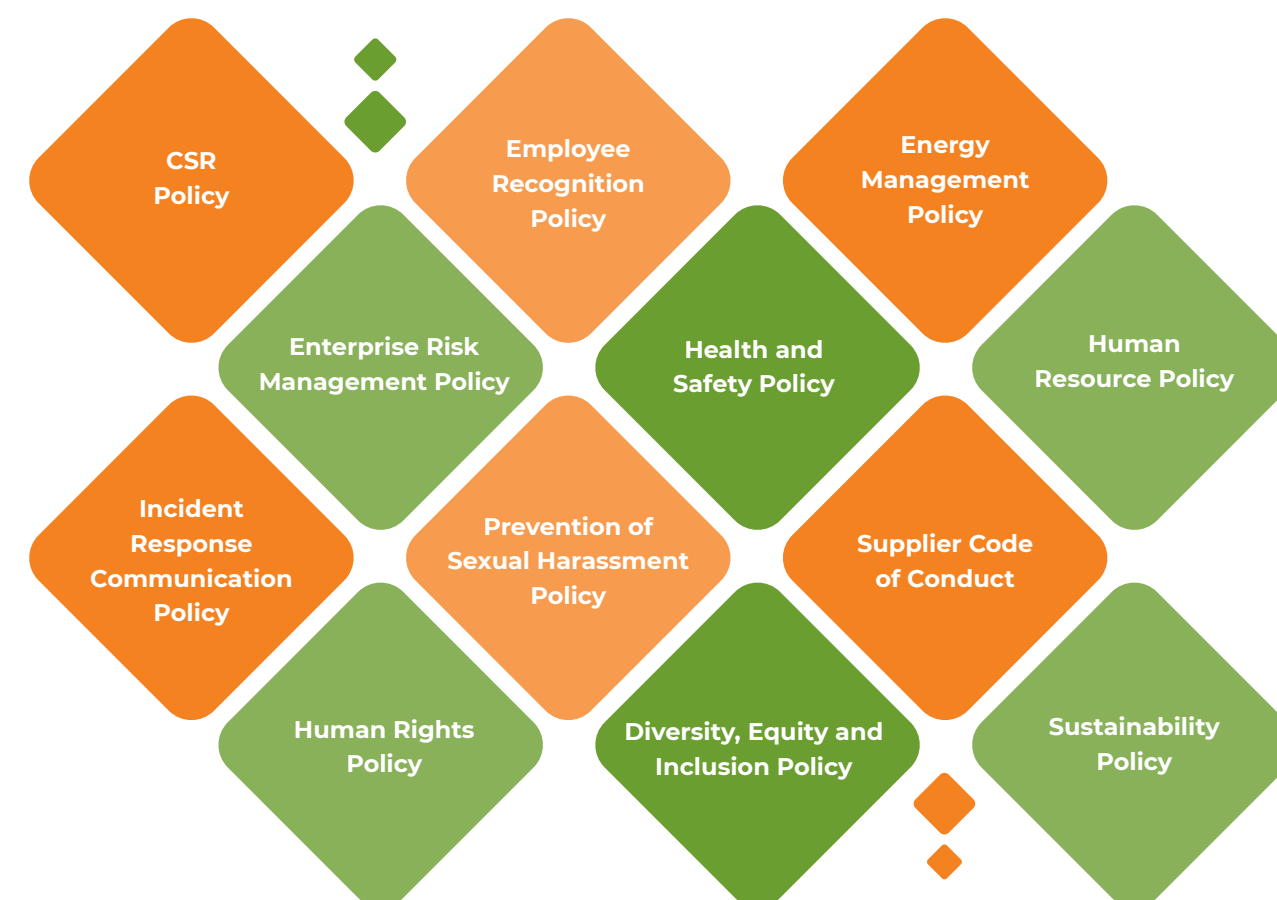 CSR
Policy
Employee
Recognition
Policy
Energy
Management
Policy
Enterprise Risk
Management Policy
Health and
Safety Policy
Human
Resource Policy
Incident
Response
Communication
Policy
Prevention of
Sexual Harassment
Policy
Supplier Code
of Conduct
Human Rights
Policy
Diversity, Equity and
Inclusion Policy
Sustainability
Policy